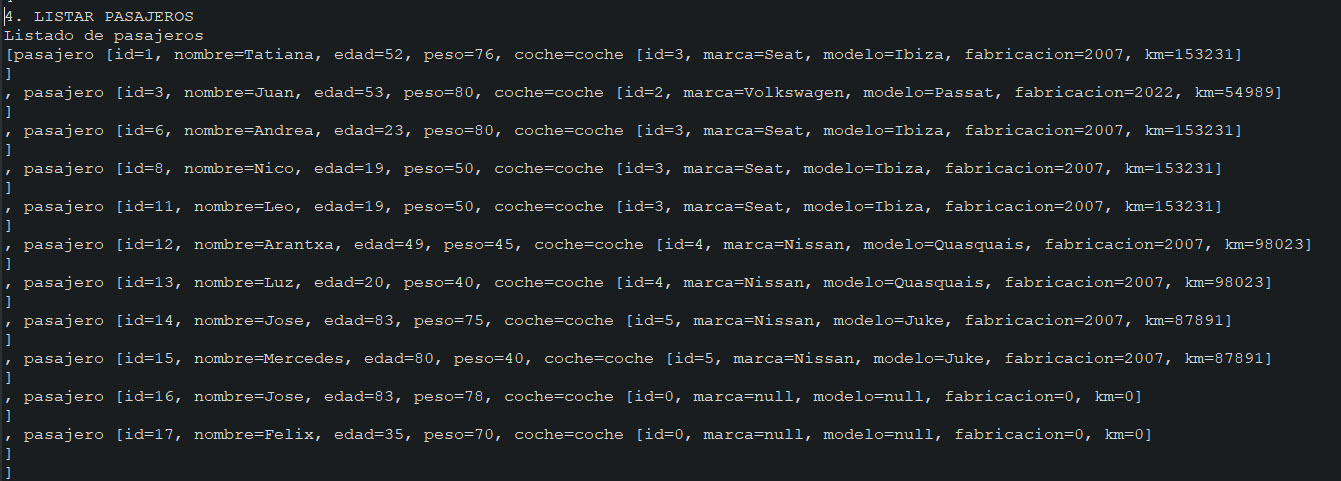 4. LISTAR PASAJEROS
Listado de pasajeros
[pasajero [id=1, nombre=Tatiana, edad=52, peso=76, coche=coche [id=3, marca=Seat, modelo=Ibiza, fabricacion=2007, km=153231]
]
, pasajero [id=3, nombre=Juan, edad=53, peso=80, coche=coche [id=2, marca=Volkswagen, modelo=Passat, fabricacion=2022, km=54989]
]
, pasajero [id=6, nombre=Andrea, edad=23, peso=80, coche=coche [id=3, marca=Seat, modelo=Ibiza, fabricacion=2007, km=153231]
]
, pasajero [id=8, nombre=Nico, edad=19, peso=50, coche=coche [id=3, marca=Seat, modelo=Ibiza, fabricacion=2007, km=153231]
]
, pasajero [id=11, nombre=Leo, edad=19, peso=50, coche=coche [id=3, marca=Seat, modelo=Ibiza, fabricacion=2007, km=153231]
]
, pasajero [id=12, nombre=Arantxa, edad=49, peso=45, coche=coche [id=4, marca=Nissan, modelo=Quasquais, fabricacion=2007, km=98023]
]
, pasajero [id=13, nombre=Luz, edad=20, peso=40, coche=coche [id=4, marca=Nissan, modelo=Quasquais, fabricacion=2007, km=98023]
]
, pasajero [id=14, nombre=Jose, edad=83, peso=75, coche=coche [id=5, marca=Nissan, modelo=Juke, fabricacion=2007, km=87891]
]
, pasajero [id=15, nombre=Mercedes, edad=80, peso=40, coche=coche [id=5, marca=Nissan, modelo=Juke, fabricacion=2007, km=87891]
]
, pasajero [id=16, nombre=Jose, edad=83, peso=78, coche=coche [id=0, marca=null, modelo=null, fabricacion=0, km=0]
]
, pasajero [id=17, nombre=Felix, edad=35, peso=70, coche=coche [id=0, marca=null, modelo=null, fabricacion=0, km=0]
]
]